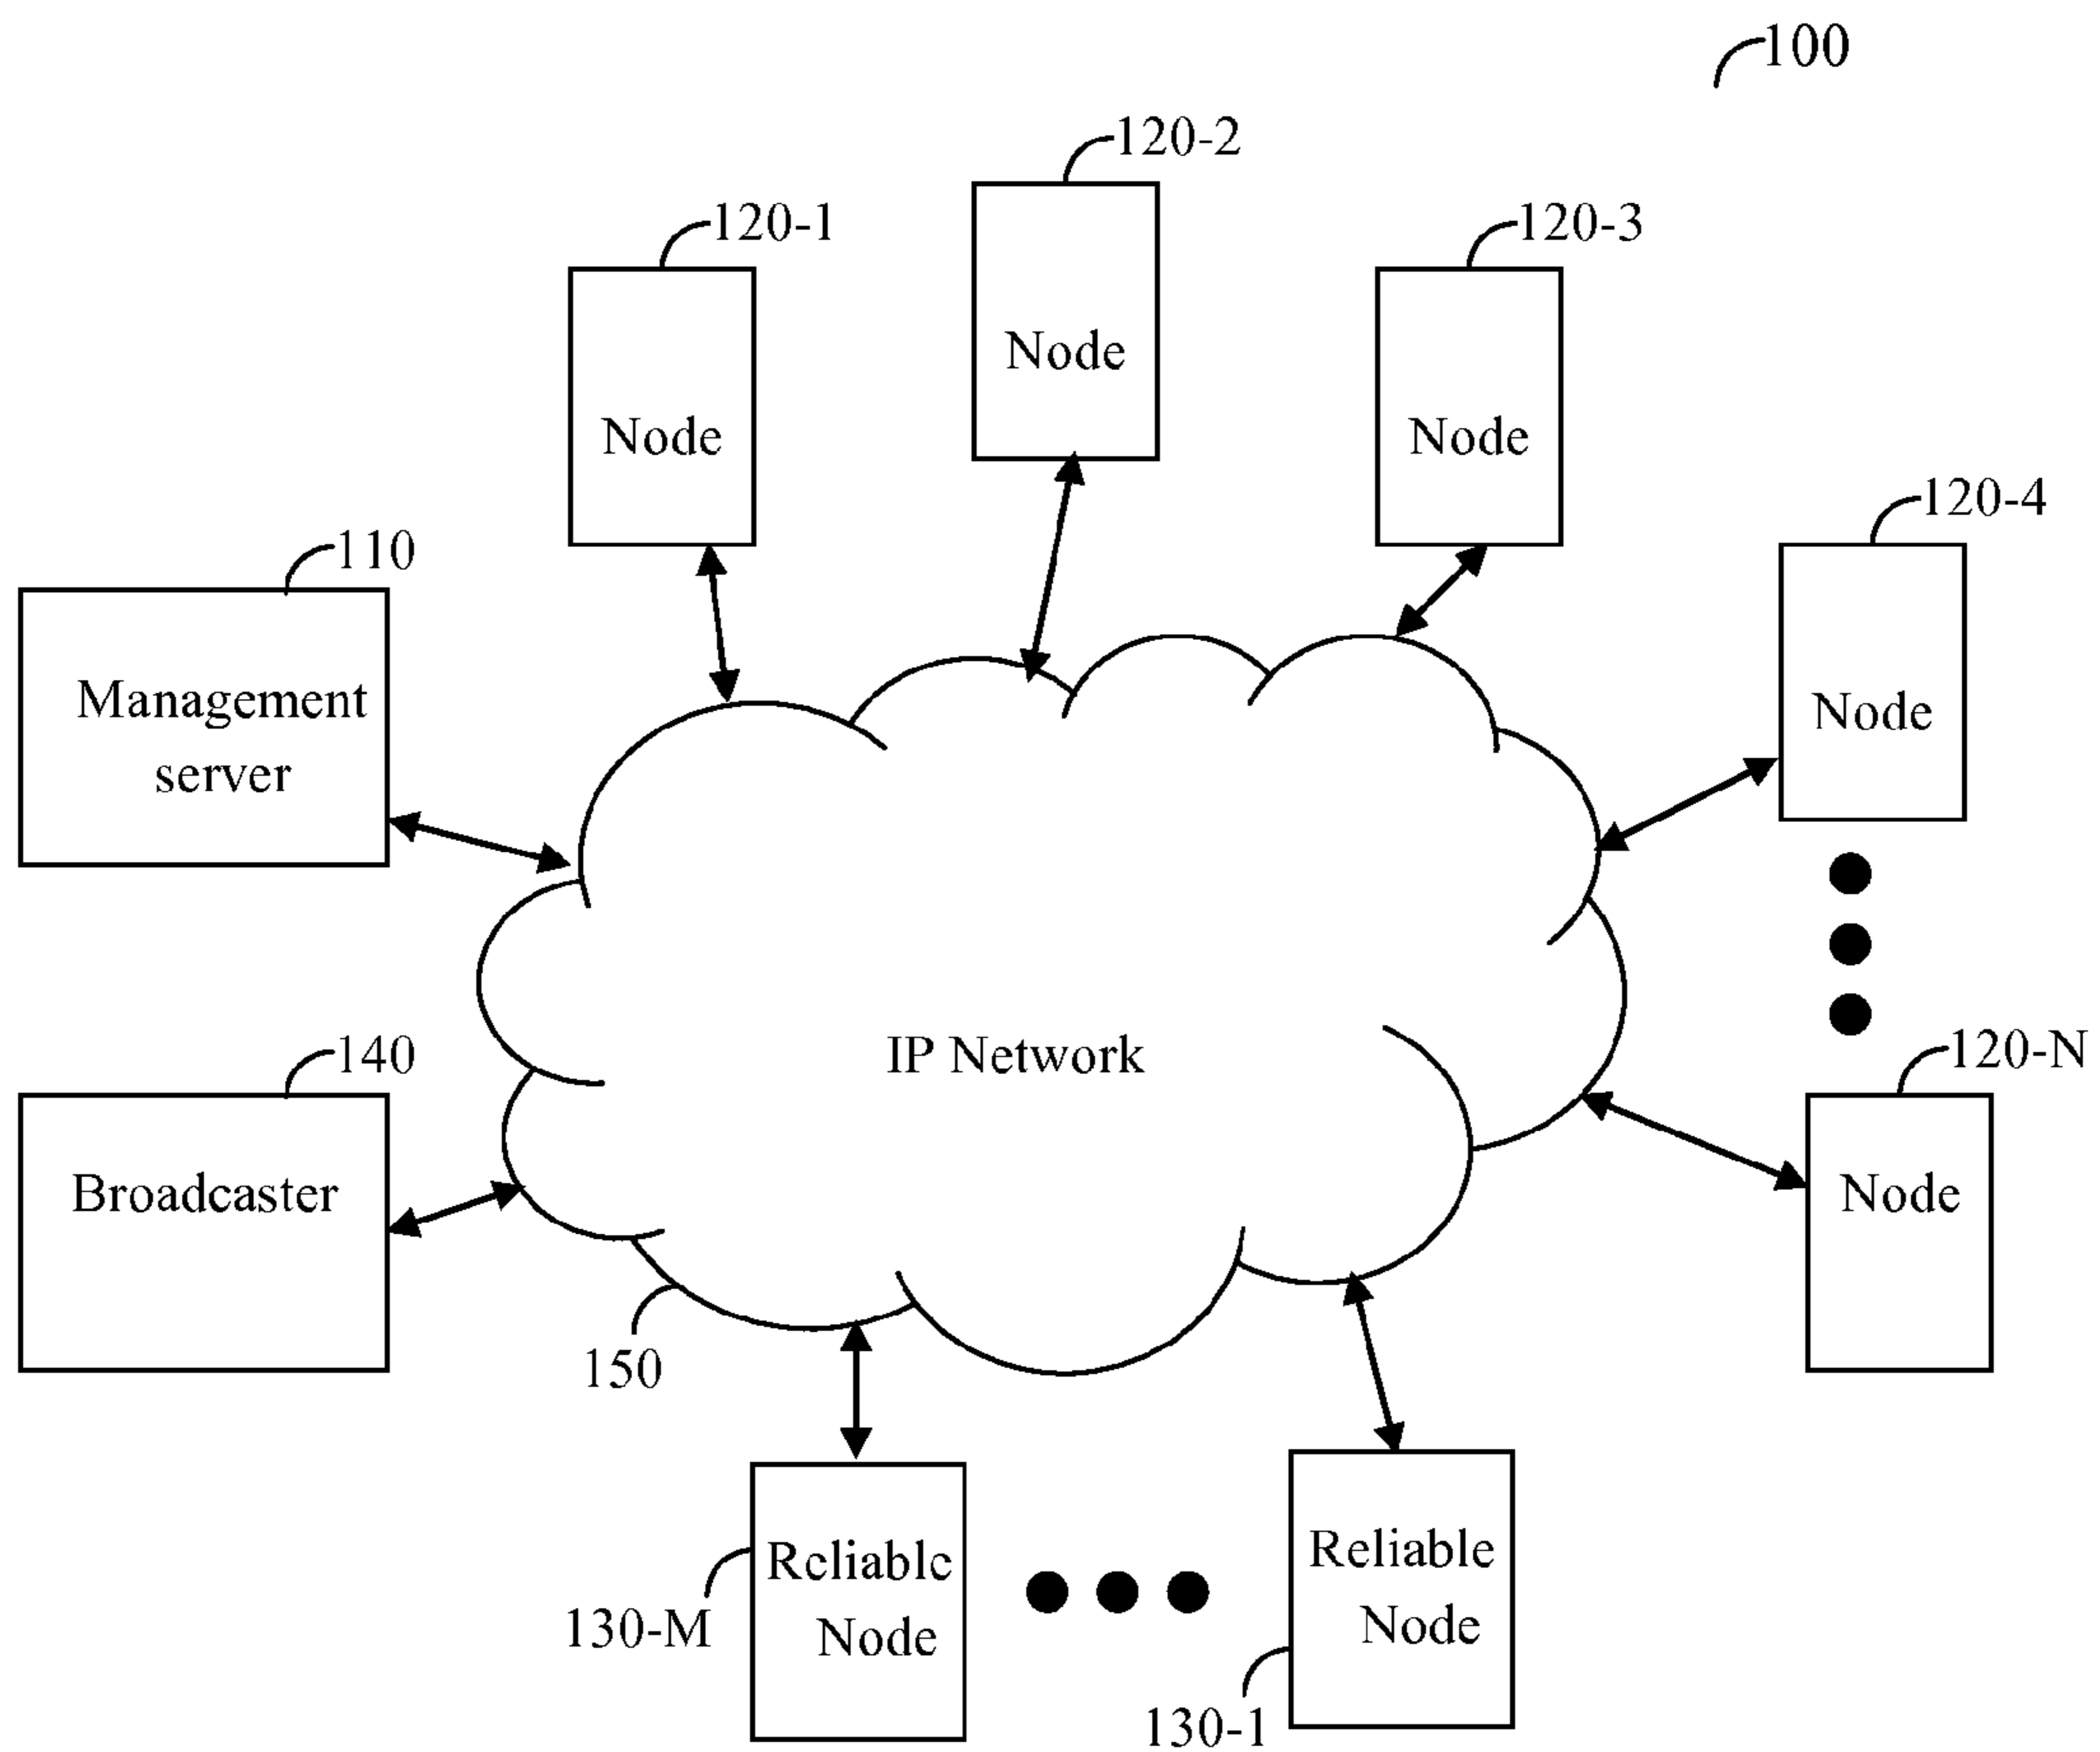 100
120-2
120-1
120-3
Node
Node
Node
120-4
110
Management
server
Node
IP Network
140
120-N
Broadcaster
Node
150
Reliable
Node
130-M
Reliable
Node
130-1